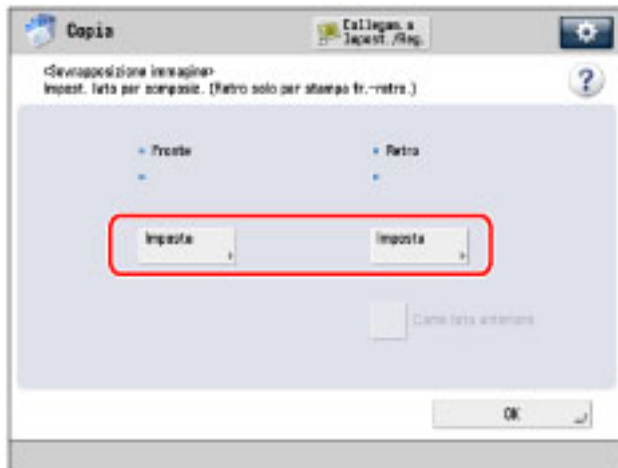 Copia
Collegam. a
Impost./Reg.
<Sovrapposizione immagine>
Impost. lato per composiz. (Retro solo per stampa fr.-retro.)
?
Fronte
Retro
Imposta
Imposta
Come lato anteriore
OK